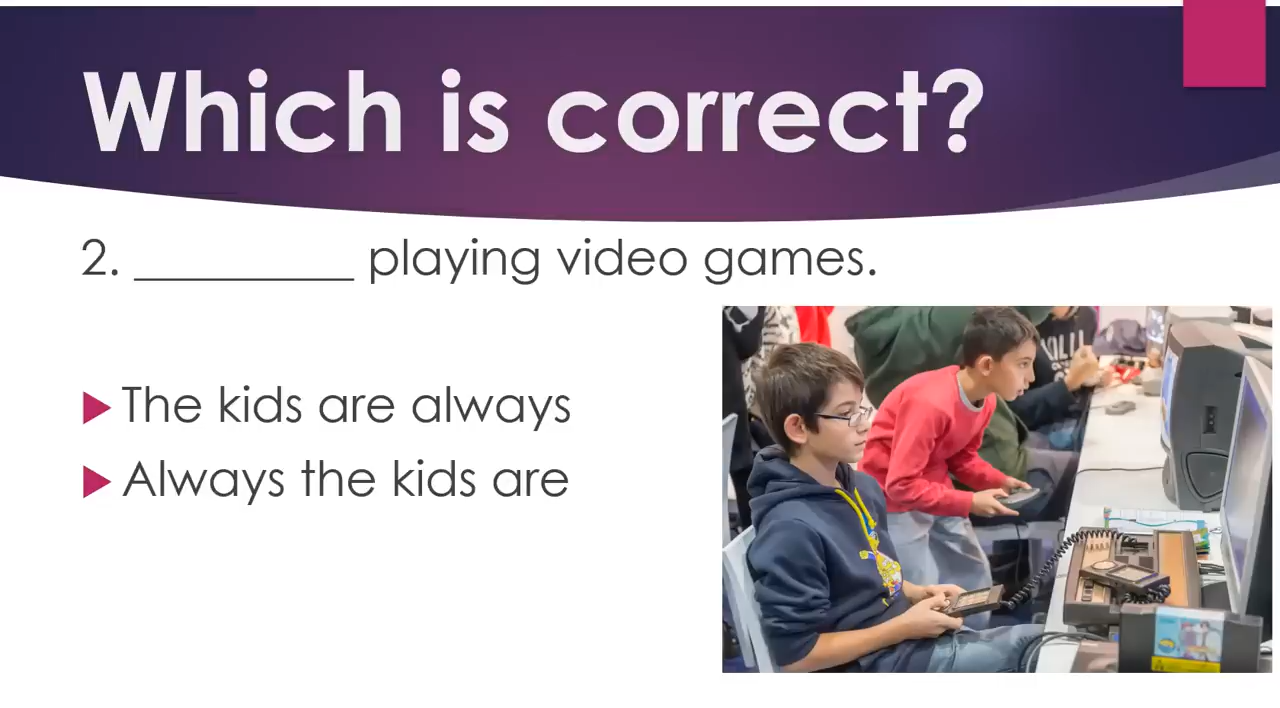 Which is correct?
2. _________ playing video games.
The kids are always
Always the kids are